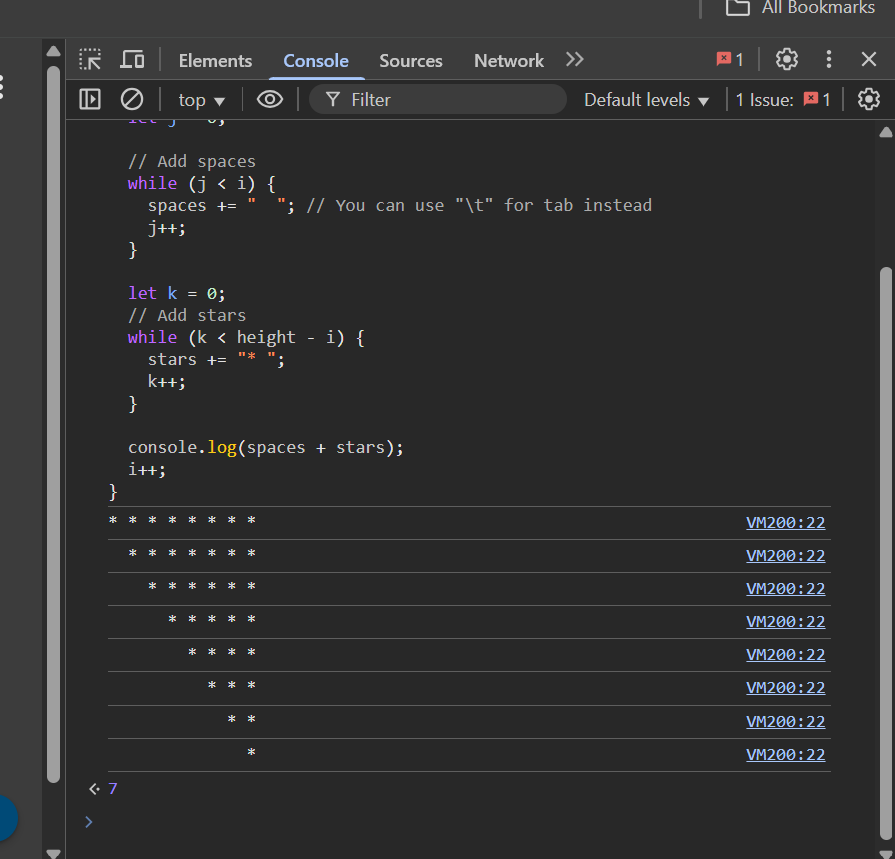 All Bookmarks
Elements Console Sources Network 1
top Filter Default levels 1 Issue: 1
let j = 0;
// Add spaces
while (j < i) {
  spaces += "  "; // You can use "\t" for tab instead
  j++;
}
let k = 0;
// Add stars
while (k < height - i) {
  stars += "* ";
  k++;
}
console.log(spaces + stars);
i++;
}
* * * * * * * * VM200:22
  * * * * * * * VM200:22
    * * * * * * VM200:22
      * * * * * VM200:22
        * * * * VM200:22
          * * * VM200:22
            * * VM200:22
              * VM200:22
7